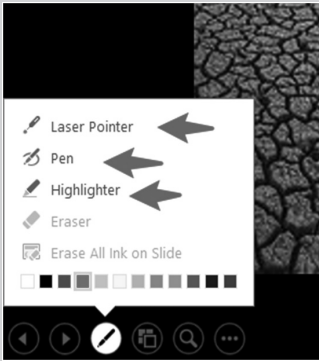 Laser Pointer
Pen
Highlighter
Eraser
Erase All Ink on Slide